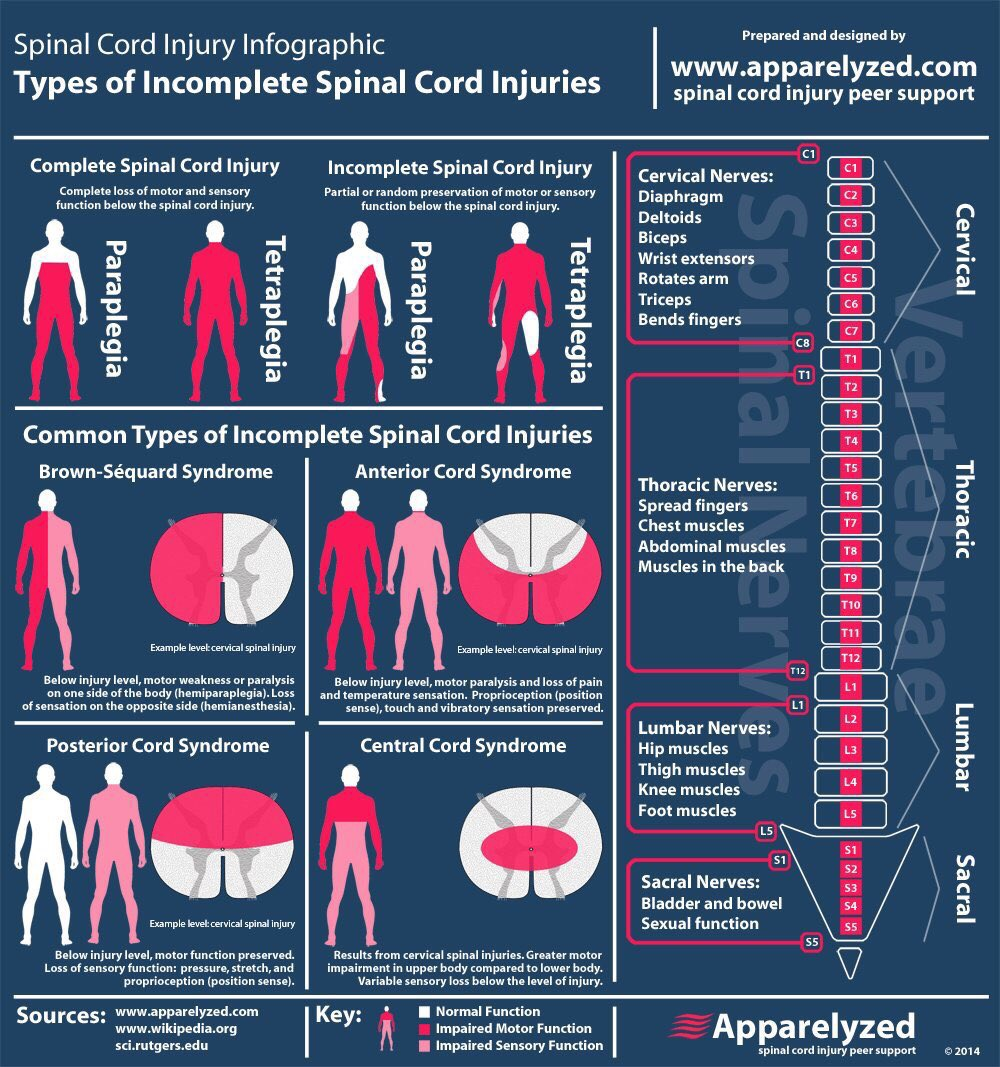 Spinal Cord Injury Infographic
Types of Incomplete Spinal Cord Injuries
Prepared and designed by
www.apparelyzed.com
spinal cord injury peer support
Complete Spinal Cord Injury
Complete loss of motor and sensory
function below the spinal cord injury.
Paraplegia
Tetraplegia
Incomplete Spinal Cord Injury
Partial or random preservation of motor or sensory
function below the spinal cord injury.
Paraplegia
Tetraplegia
Common Types of Incomplete Spinal Cord Injuries
Brown-Séquard Syndrome
Example level: cervical spinal injury
Below injury level, motor weakness or paralysis
on one side of the body (hemiparaplegia). Loss
of sensation on the opposite side (hemianesthesia).
Anterior Cord Syndrome
Example level: cervical spinal injury
Below injury level, motor paralysis and loss of pain
and temperature sensation. Proprioception (position
sense), touch and vibratory sensation preserved.
Posterior Cord Syndrome
Example level: cervical spinal injury
Below injury level, motor function preserved.
Loss of sensory function: pressure, stretch, and
proprioception (position sense).
Central Cord Syndrome
Results from cervical spinal injuries. Greater motor
impairment in upper body compared to lower body.
Variable sensory loss below the level of injury.
C1
Cervical Nerves:
Diaphragm
Deltoids
Biceps
Wrist extensors
Rotates arm
Triceps
Bends fingers
C8
T1
Thoracic Nerves:
Spread fingers
Chest muscles
Abdominal muscles
Muscles in the back
T12
L1
Lumbar Nerves:
Hip muscles
Thigh muscles
Knee muscles
Foot muscles
L5
S1
Sacral Nerves:
Bladder and bowel
Sexual function
S5
Spinal Nerves
Vertebrae
C1
C2
C3
C4
C5
C6
C7
T1
T2
T3
T4
T5
T6
T7
T8
T9
T10
T11
T12
L1
L2
L3
L4
L5
S1
S2
S3
S4
S5
Cervical
Thoracic
Lumbar
Sacral
Sources: www.apparelyzed.com
www.wikipedia.org
sci.rutgers.edu
Key:
Normal Function
Impaired Motor Function
Impaired Sensory Function
Apparelyzed
spinal cord injury peer support
© 2014